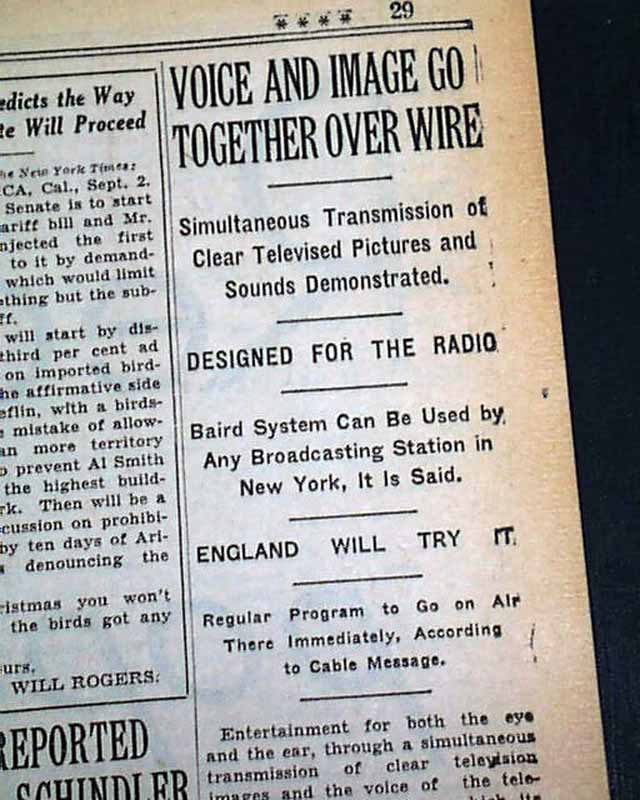 * * * *
29
edicts the Way
te Will Proceed
he New York Times:
CA, Cal., Sept. 2.
Senate is to start
ariff bill and Mr.
njected the first
to it by demand-
which would limit
thing but the sub-
ff.
will start by dis-
third per cent ad
on imported bird-
he affirmative side
eflin, with a birds-
e mistake of allow-
an more territory
o prevent Al Smith
the highest build-
rk. Then will be a
cussion on prohibi-
by ten days of Ari-
s denouncing the
ristmas you won't
the birds got any
urs,
WILL ROGERS.
REPORTED
SCHINDLER
VOICE AND IMAGE GO
TOGETHER OVER WIRE
Simultaneous Transmission of
Clear Televised Pictures and
Sounds Demonstrated.
DESIGNED FOR THE RADIO
Baird System Can Be Used by
Any Broadcasting Station in
New York, It Is Said.
ENGLAND WILL TRY IT.
Regular Program to Go on Air
There Immediately, According
to Cable Message.
Entertainment for both the eye
and the ear, through a simultaneous
transmission of clear television
images and the voice of the tele-